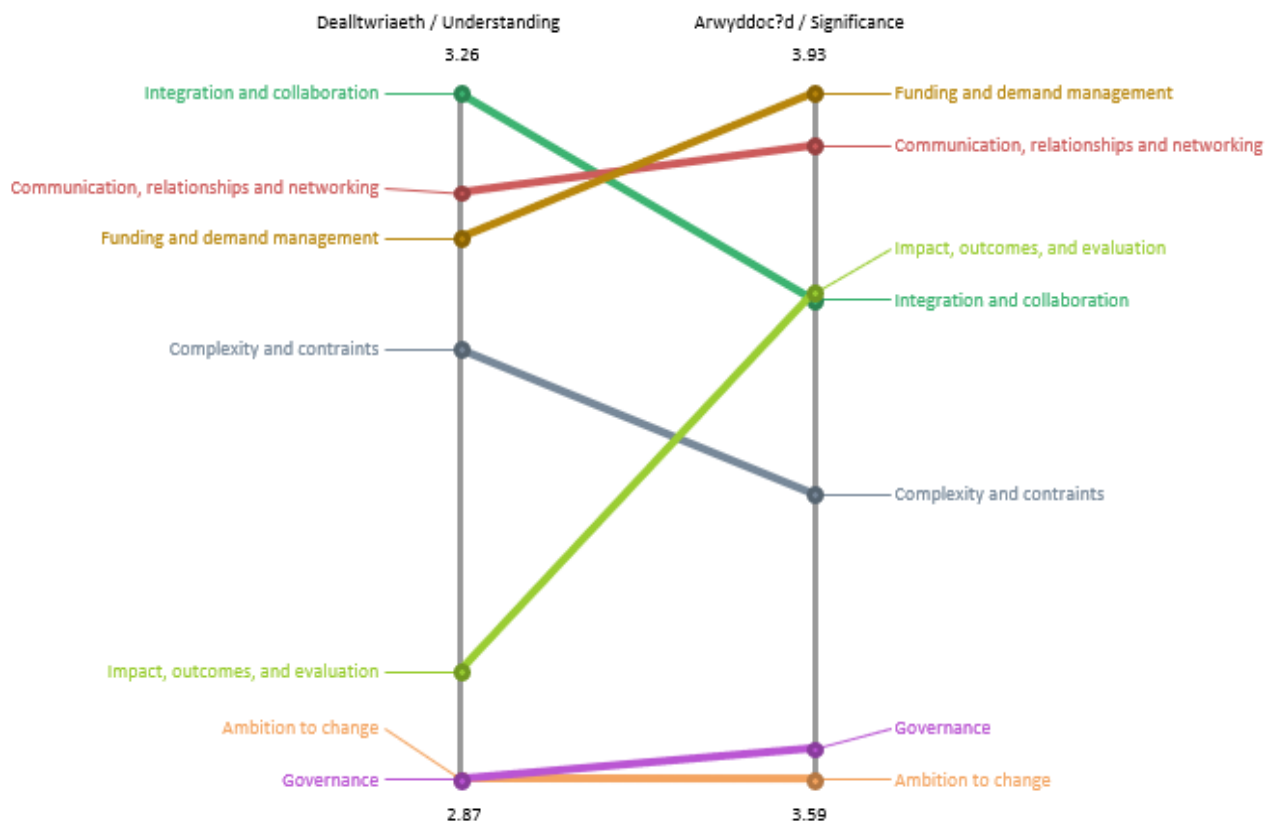 Dealltwriaeth / Understanding
Arwyddoc?d / Significance
3.26
3.93
Integration and collaboration
Funding and demand management
Communication, relationships and networking
Communication, relationships and networking
Funding and demand management
Impact, outcomes, and evaluation
Integration and collaboration
Complexity and contraints
Complexity and contraints
Impact, outcomes, and evaluation
Ambition to change
Governance
Governance
Ambition to change
2.87
3.59